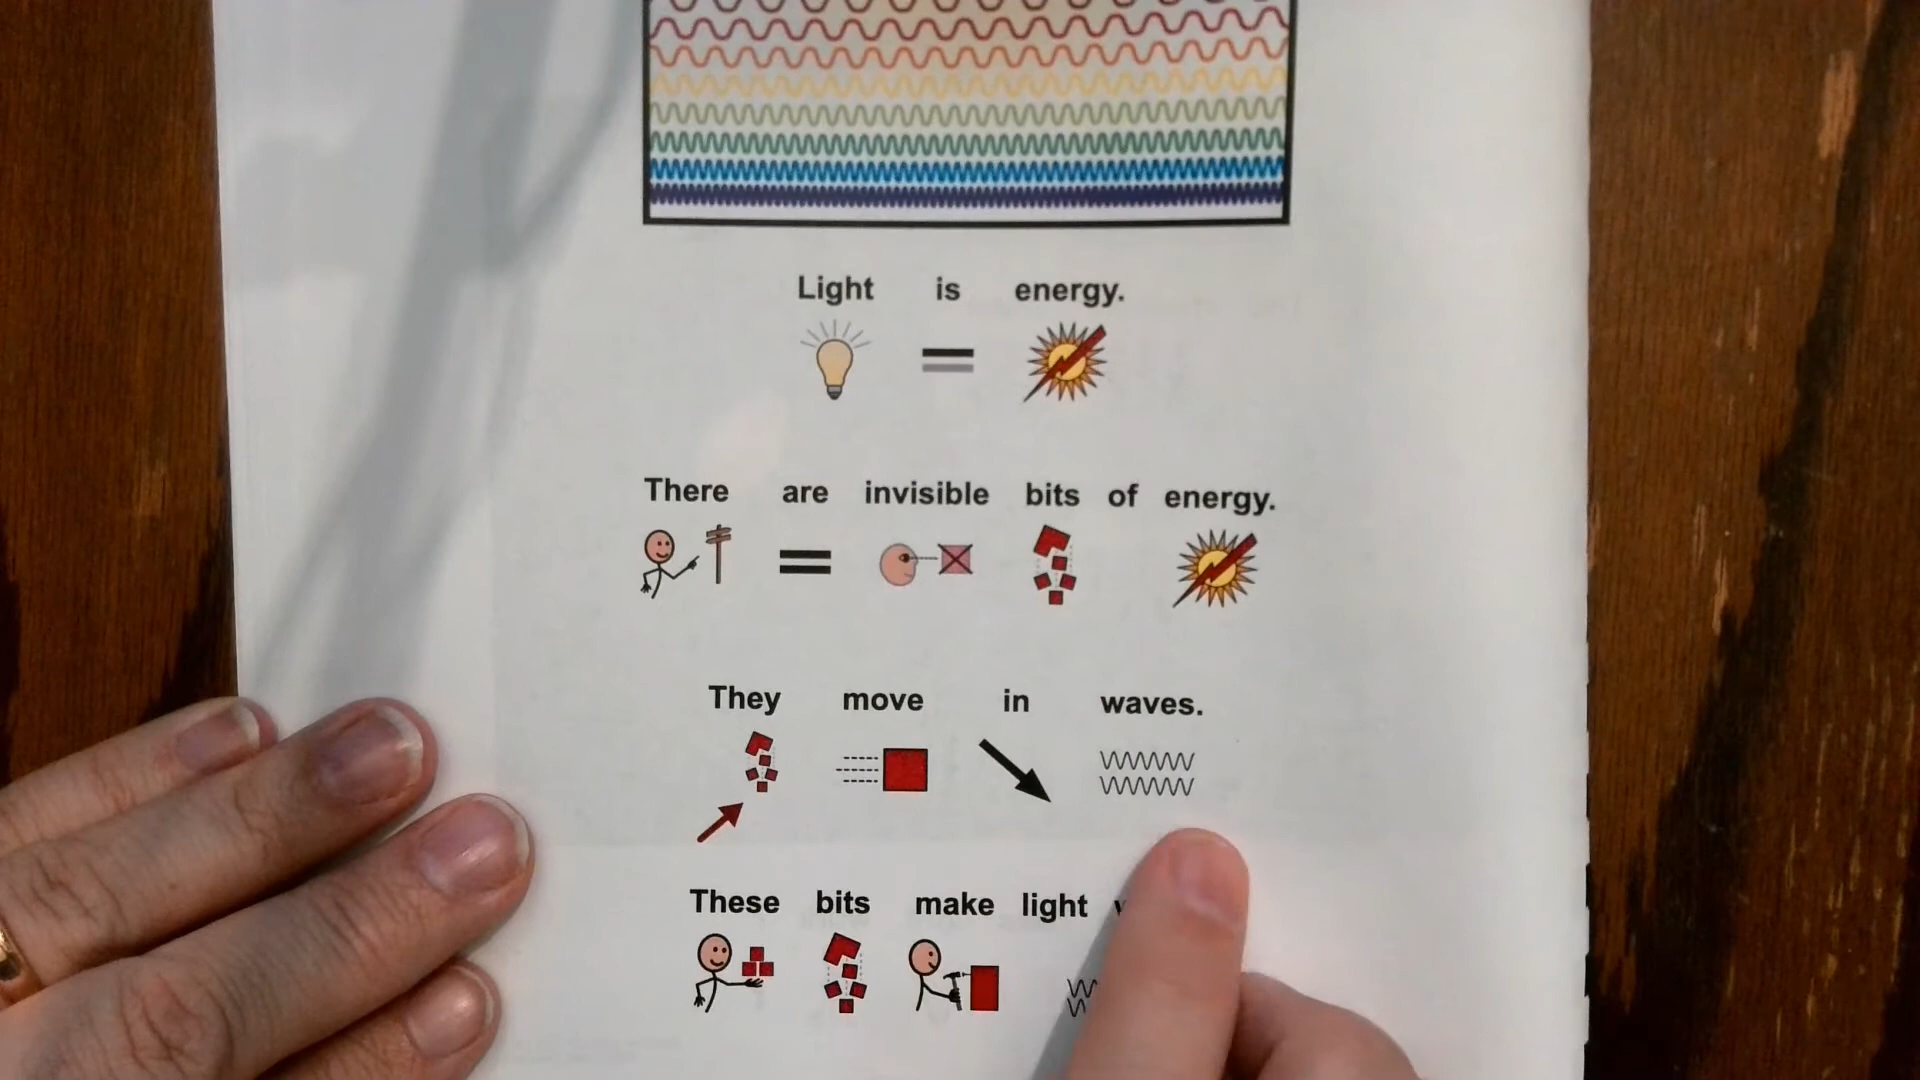 Light is energy.
There are invisible bits of energy.
They move in waves.
These bits make light